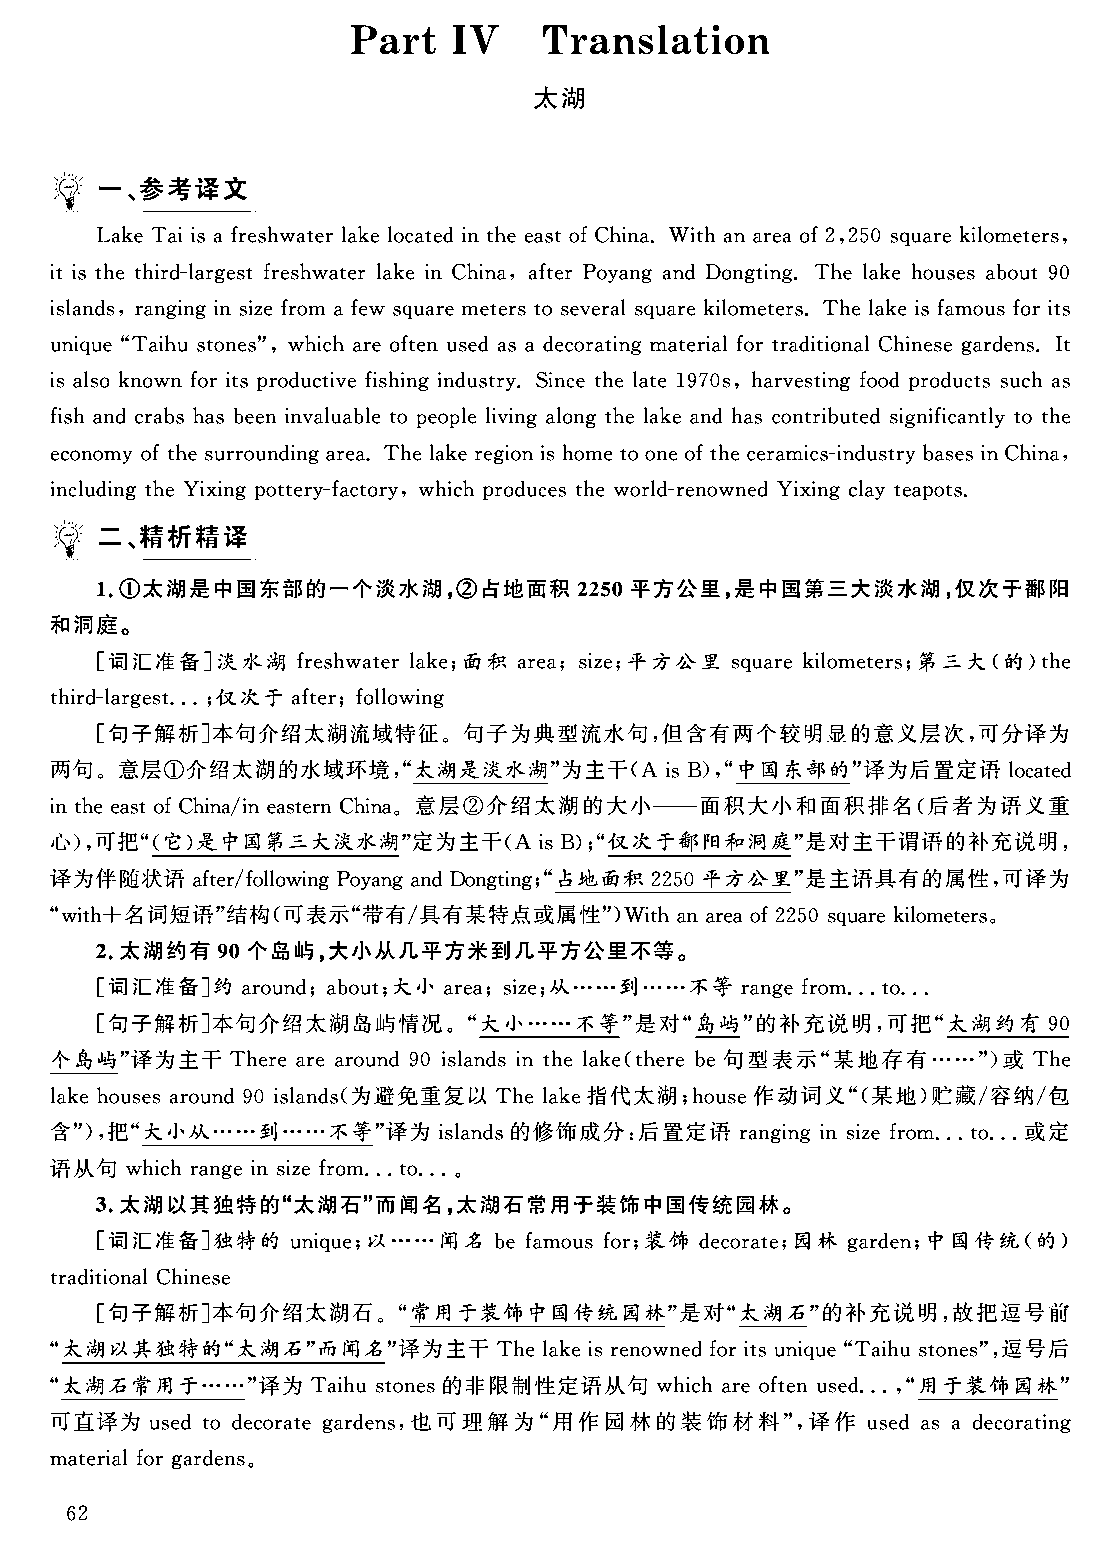 Part IV Translation
太湖
一、参考译文
Lake Tai is a freshwater lake located in the east of China. With an area of 2,250 square kilometers,
it is the third-largest freshwater lake in China, after Poyang and Dongting. The lake houses about 90
islands, ranging in size from a few square meters to several square kilometers. The lake is famous for its
unique “Taihu stones”, which are often used as a decorating material for traditional Chinese gardens. It
is also known for its productive fishing industry. Since the late 1970s, harvesting food products such as
fish and crabs has been invaluable to people living along the lake and has contributed significantly to the
economy of the surrounding area. The lake region is home to one of the ceramics-industry bases in China,
including the Yixing pottery-factory, which produces the world-renowned Yixing clay teapots.
二、精析精译
1.①太湖是中国东部的一个淡水湖,②占地面积 2250 平方公里,是中国第三大淡水湖,仅次于鄱阳
和洞庭。
[词汇准备]淡水湖 freshwater lake;面积 area; size;平方公里 square kilometers;第三大(的)the
third-largest...;仅次于 after; following
[句子解析]本句介绍太湖流域特征。句子为典型流水句,但含有两个较明显的意义层次,可分译为
两句。意层①介绍太湖的水域环境,“太湖是淡水湖”为主干(A is B),“中国东部的”译为后置定语 located
in the east of China/in eastern China。意层②介绍太湖的大小——面积大小和面积排名(后者为语义重
心),可把“(它)是中国第三大淡水湖”定为主干(A is B);“仅次于鄱阳和洞庭”是对主干谓语的补充说明,
译为伴随状语 after/following Poyang and Dongting;“占地面积 2250 平方公里”是主语具有的属性,可译为
“with+名词短语”结构(可表示“带有/具有某特点或属性”)With an area of 2250 square kilometers。
2.太湖约有 90 个岛屿,大小从几平方米到几平方公里不等。
[词汇准备]约 around; about;大小 area; size;从……到……不等 range from...to...
[句子解析]本句介绍太湖岛屿情况。“大小……不等”是对“岛屿”的补充说明,可把“太湖约有 90
个岛屿”译为主干 There are around 90 islands in the lake(there be 句型表示“某地存有……”)或 The
lake houses around 90 islands(为避免重复以 The lake 指代太湖;house 作动词义“(某地)贮藏/容纳/包
含”),把“大小从……到……不等”译为 islands 的修饰成分:后置定语 ranging in size from...to...或定
语从句 which range in size from...to...。
3.太湖以其独特的“太湖石”而闻名,太湖石常用于装饰中国传统园林。
[词汇准备]独特的 unique;以……闻名 be famous for;装饰 decorate;园林 garden;中国传统(的)
traditional Chinese
[句子解析]本句介绍太湖石。“常用于装饰中国传统园林”是对“太湖石”的补充说明,故把逗号前
“太湖以其独特的“太湖石”而闻名”译为主干 The lake is renowned for its unique “Taihu stones”,逗号后
“太湖石常用于……”译为 Taihu stones 的非限制性定语从句 which are often used...,“用于装饰园林”
可直译为 used to decorate gardens,也可理解为“用作园林的装饰材料”,译作 used as a decorating
material for gardens。
62